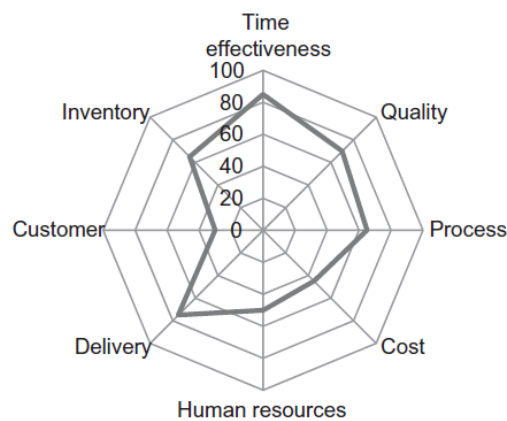 Time
effectiveness
100
Inventory
80
Quality
60
40
20
Customer
0
Process
Delivery
Cost
Human resources